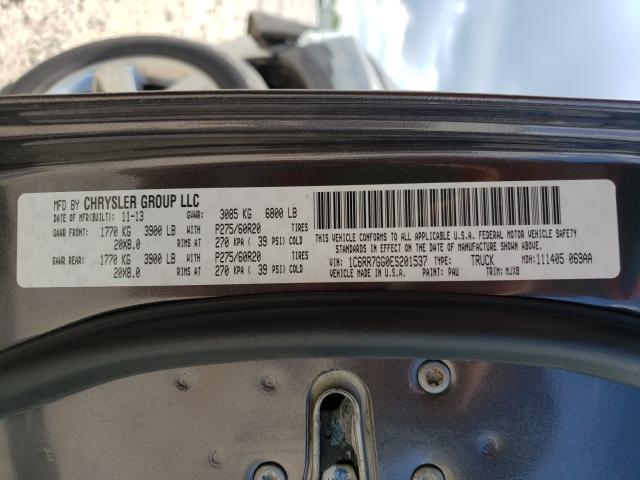 MFD BY CHRYSLER GROUP LLC
DATE OF MFR(BUILT): 11-13 GVWR: 3085 KG 6800 LB
GAWR FRONT: 1770 KG 3900 LB WITH P275/60R20 TIRES
20X8.0 RIMS AT 270 KPA ( 39 PSI) COLD
GAWR REAR: 1770 KG 3900 LB WITH P275/60R20 TIRES
20X8.0 RIMS AT 270 KPA ( 39 PSI) COLD
THIS VEHICLE CONFORMS TO ALL APPLICABLE U.S.A. FEDERAL MOTOR VEHICLE SAFETY
STANDARDS IN EFFECT ON THE DATE OF MANUFACTURE SHOWN ABOVE.
VIN: 1C6RR7GG0ES201537 TYPE: TRUCK MDH: 111405 069AA
VEHICLE MADE IN U.S.A. PAINT: PAU TRIM: MJX8